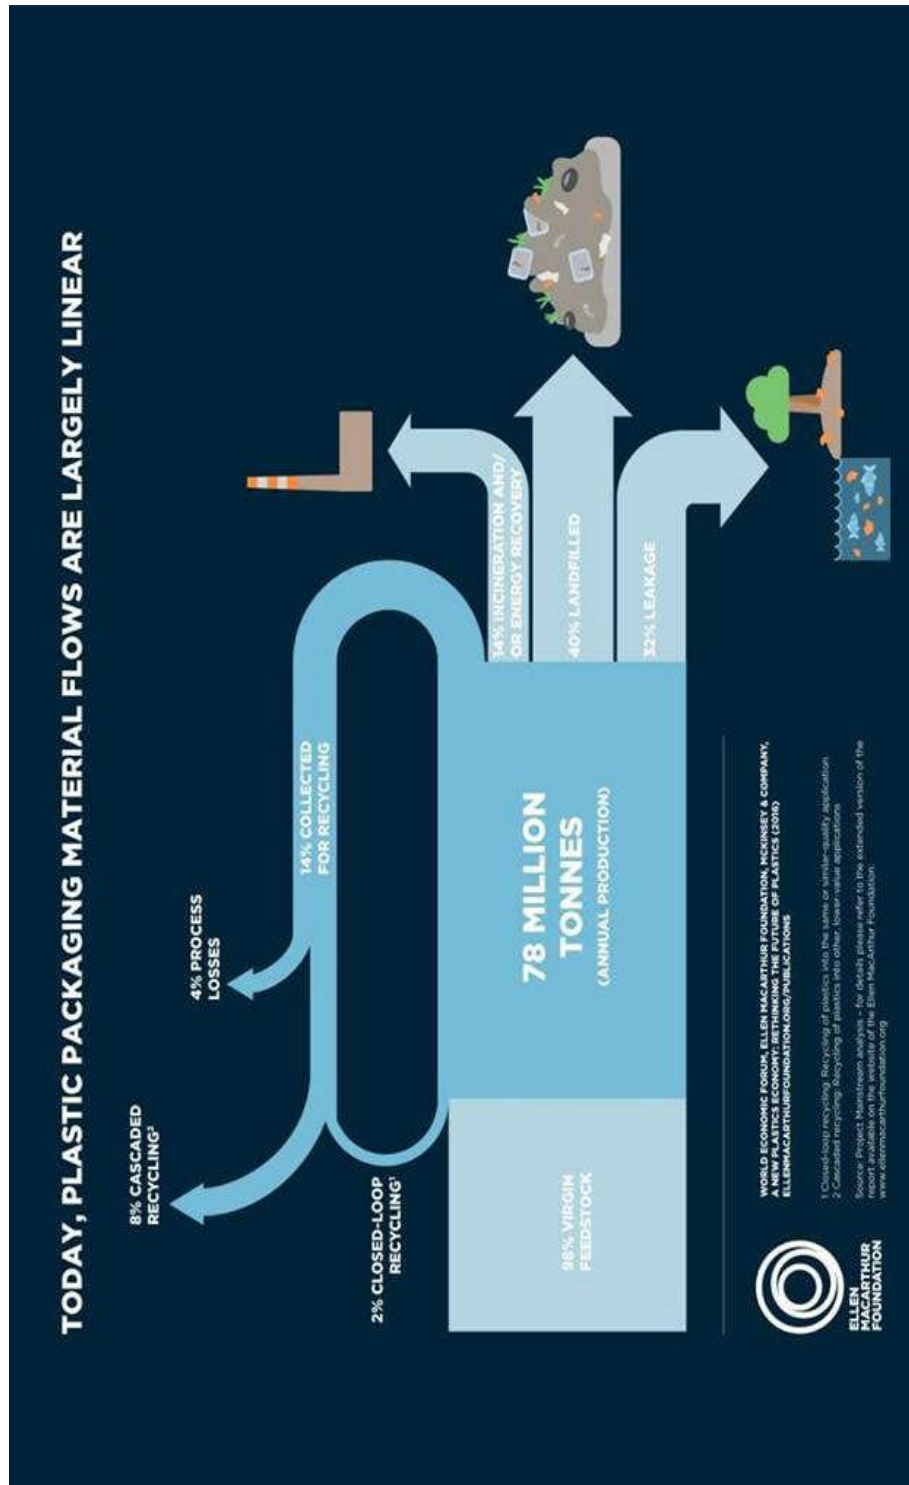 TODAY, PLASTIC PACKAGING MATERIAL FLOWS ARE LARGELY LINEAR
8% CASCADED
RECYCLING²
4% PROCESS
LOSSES
14% COLLECTED
FOR RECYCLING
2% CLOSED-LOOP
RECYCLING¹
98% VIRGIN
FEEDSTOCK
78 MILLION
TONNES
(ANNUAL PRODUCTION)
14% INCINERATION AND/
OR ENERGY RECOVERY
40% LANDFILLED
32% LEAKAGE
ELLEN
MACARTHUR
FOUNDATION
WORLD ECONOMIC FORUM, ELLEN MACARTHUR FOUNDATION, MCKINSEY & COMPANY,
A NEW PLASTICS ECONOMY: RETHINKING THE FUTURE OF PLASTICS (2016)
ELLENMACARTHURFOUNDATION.ORG/PUBLICATIONS
1 Closed-loop recycling: Recycling of plastics into the same or similar-quality application
2 Cascaded recycling: Recycling of plastics into other, lower-value applications
Source: Project Mainstream analysis – for details please refer to the extended version of the
report available on the website of the Ellen MacArthur Foundation:
www.ellenmacarthurfoundation.org